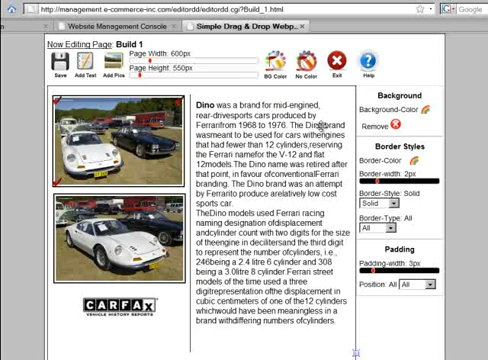 http://management.e-commerce-inc.com/editordd/editordd.cgi?Build_1.html
Google
Website Management Console
Simple Drag & Drop Webp...
Now Editing Page: Build 1
Page Width: 600px
Page Height: 550px
Save
Add Text
Add Pics
BG Color
No Color
Exit
Help
Dino was a brand for mid-engined,
rear-drivesports cars produced by
Ferrarifrom 1968 to 1976. The Dinobrand
wasmeant to be used for cars withengines
that had fewer than 12 cylinders,reserving
the Ferrari namefor the V-12 and flat
12models.The Dino name was retired after
that point, in favour ofconventionalFerrari
branding. The Dino brand was an attempt
by Ferrarito produce arelatively low cost
sports car.
TheDino models used Ferrari racing
naming designation ofdisplacement
andcylinder count with two digits for the size
of theengine in decilitersand the third digit
to represent the number ofcylinders, i.e.,
246being a 2.4 litre 6 cylinder and 308
being a 3.0litre 8 cylinder.Ferrari street
models of the time used a three
digitrepresentation ofthe displacement in
cubic centimeters of one of the12 cylinders
whichwould have been meaningless in a
brand withdiffering numbers ofcylinders.
CARFAX
VEHICLE HISTORY REPORTS
Background
Background-Color
Remove
Border Styles
Border-Color
Border-width: 2px
Border-Style: Solid
Solid
Border-Type: All
All
Padding
Padding-width: 3px
Position: All
All